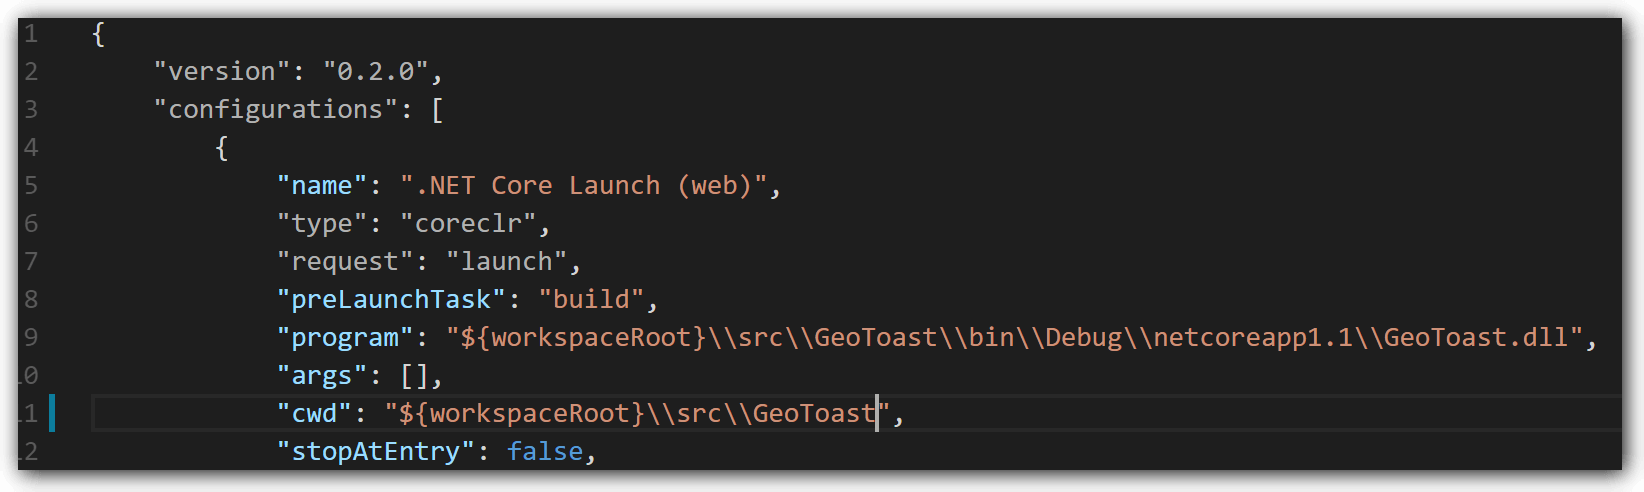 1 {
2 "version": "0.2.0",
3 "configurations": [
4 {
5 "name": ".NET Core Launch (web)",
6 "type": "coreclr",
7 "request": "launch",
8 "preLaunchTask": "build",
9 "program": "${workspaceRoot}\\src\\GeoToast\\bin\\Debug\\netcoreapp1.1\\GeoToast.dll",
10 "args": [],
11 "cwd": "${workspaceRoot}\\src\\GeoToast",
12 "stopAtEntry": false,